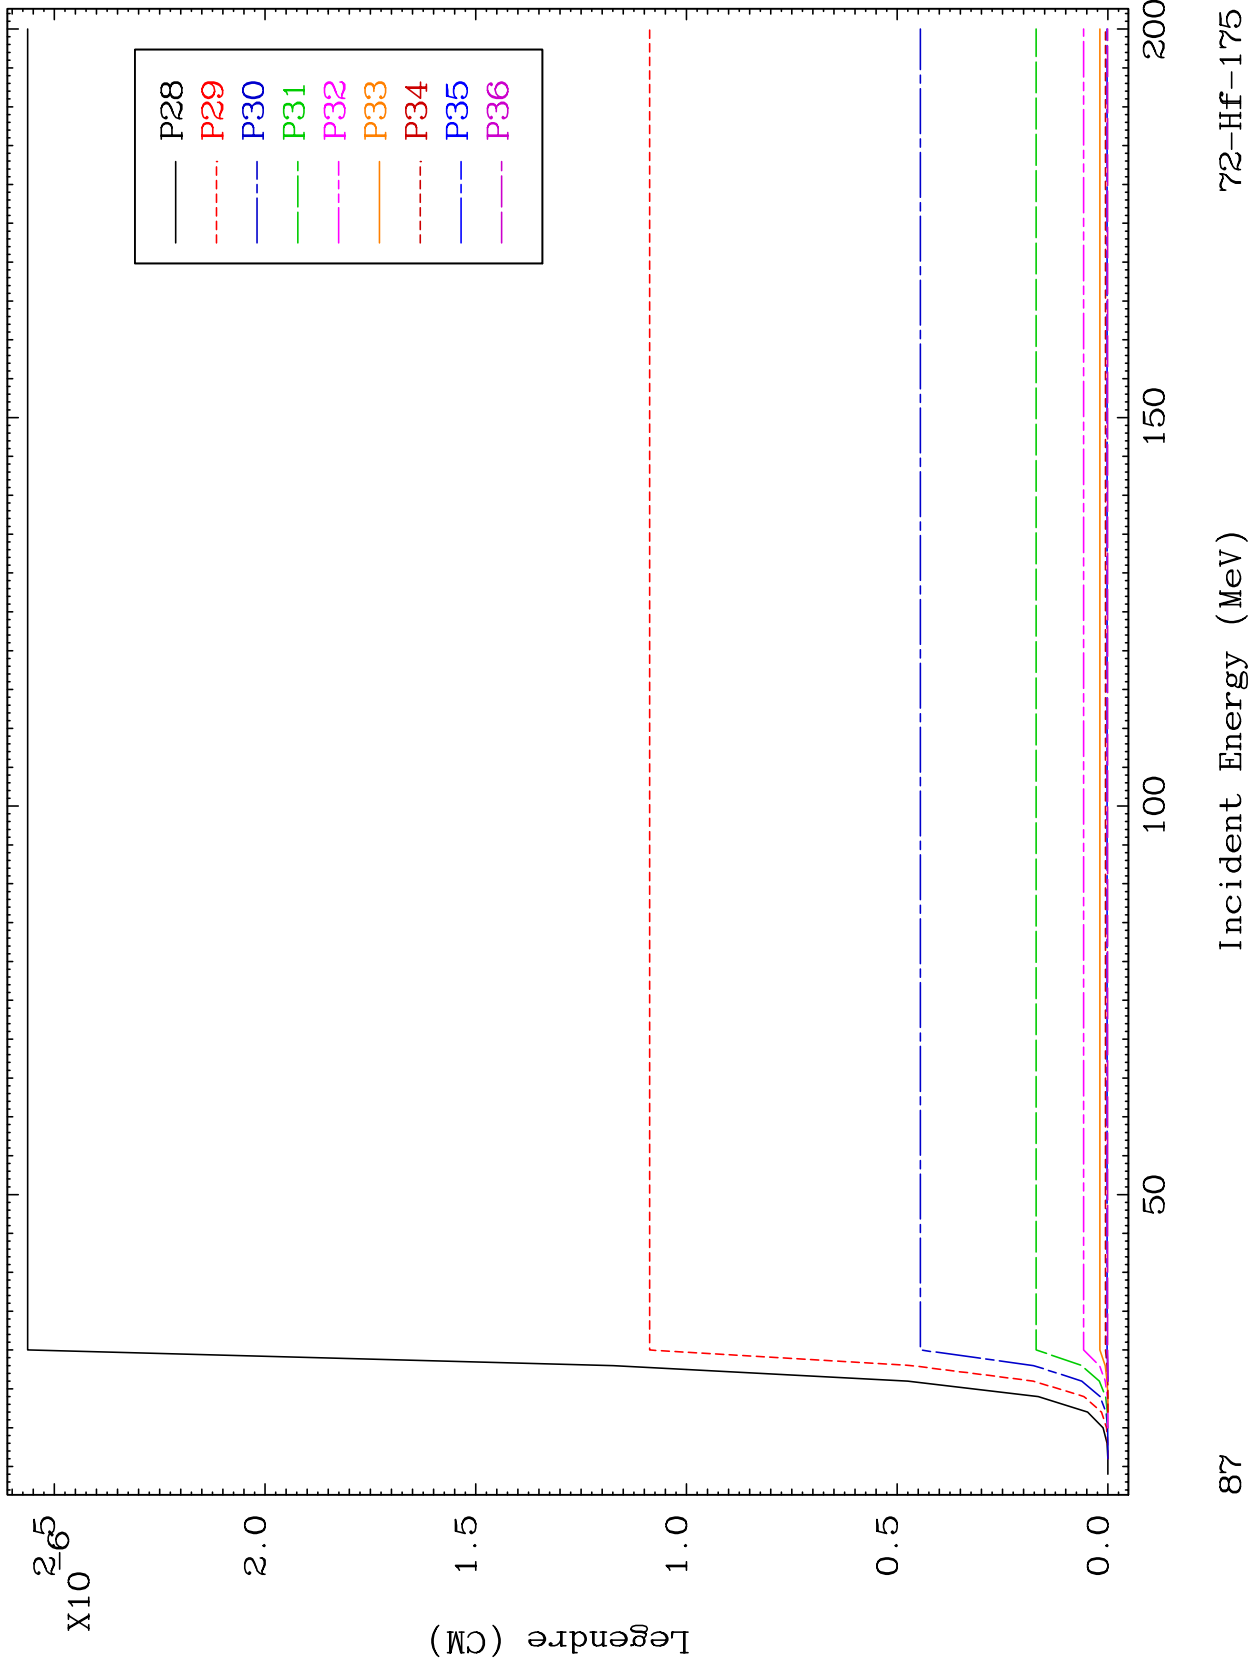 X10
-6
2.5
2.0
1.5
1.0
0.5
0.0
Legendre (CM)
P28
P29
P30
P31
P32
P33
P34
P35
P36
50
100
150
200
87
Incident Energy (MeV)
72-Hf-175